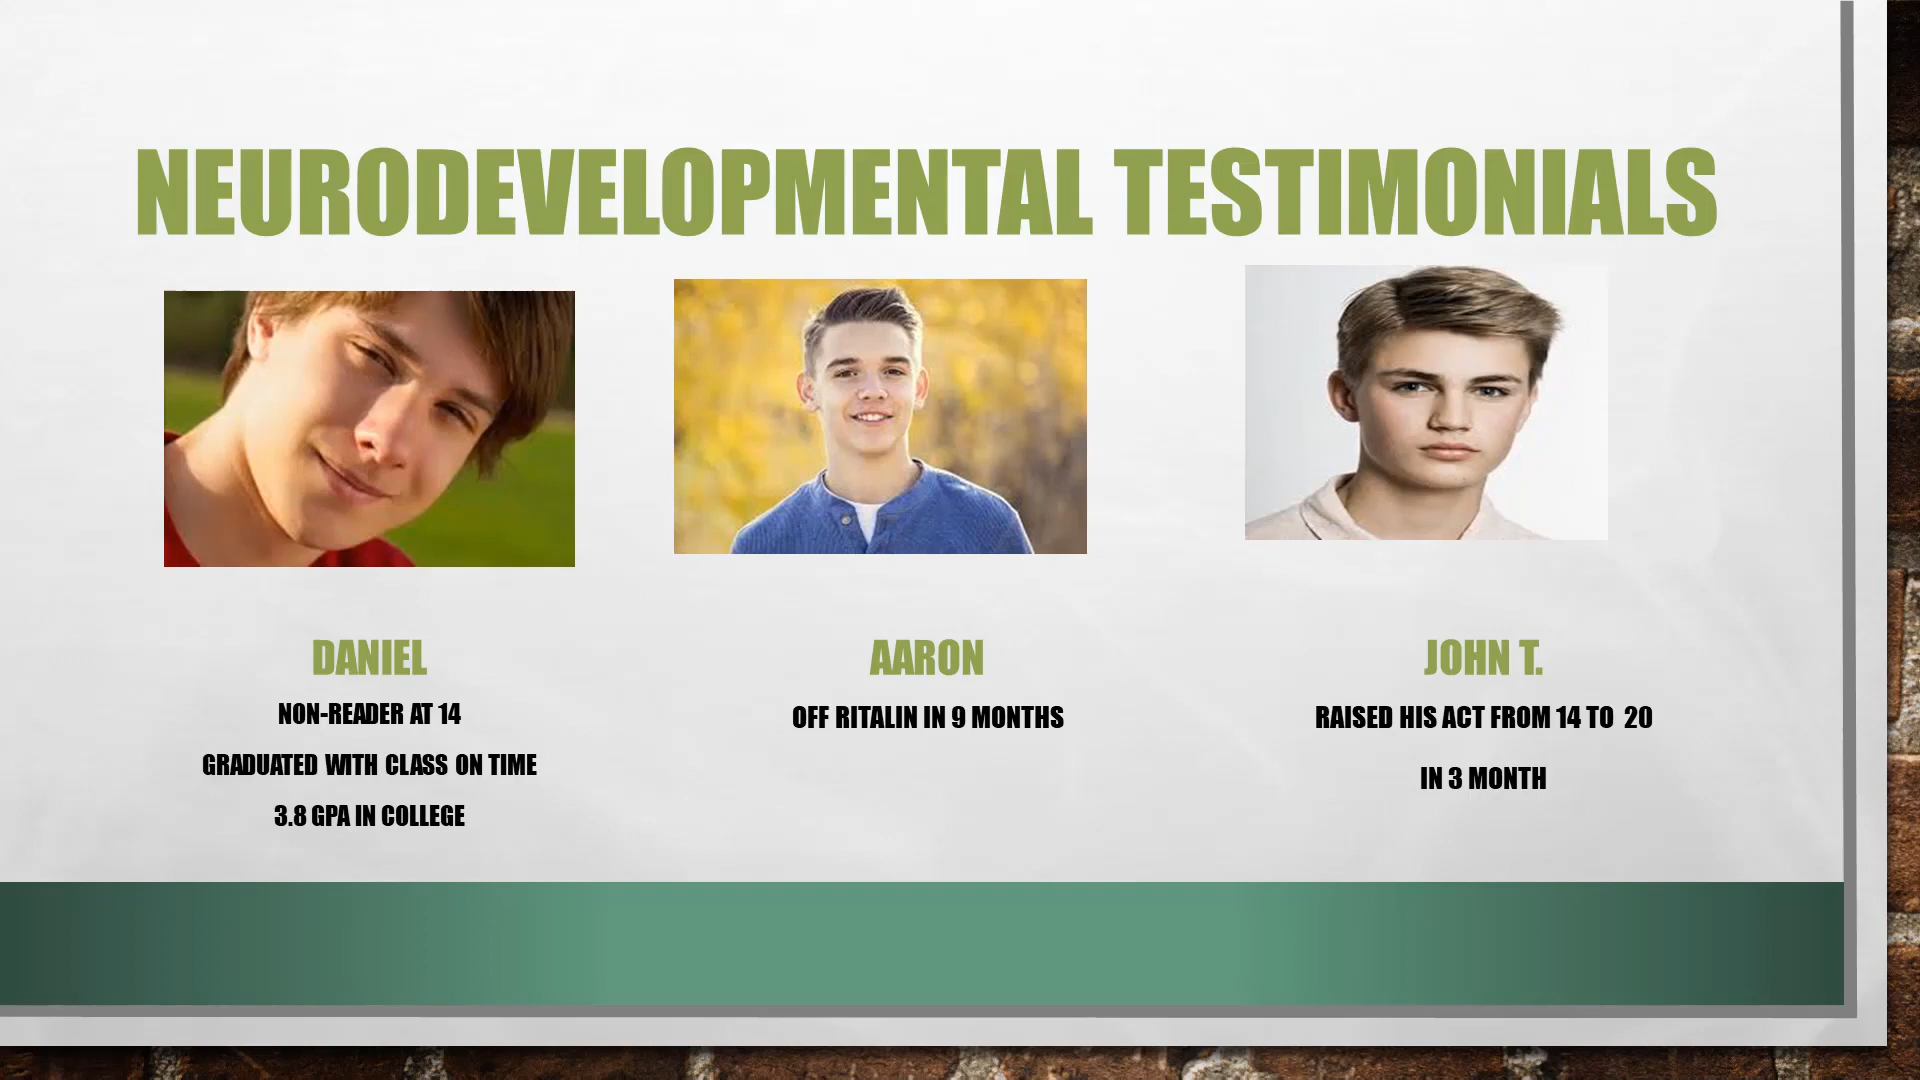 NEURODEVELOPMENTAL TESTIMONIALS
DANIEL
NON-READER AT 14
GRADUATED WITH CLASS ON TIME
3.8 GPA IN COLLEGE
AARON
OFF RITALIN IN 9 MONTHS
JOHN T.
RAISED HIS ACT FROM 14 TO 20
IN 3 MONTH